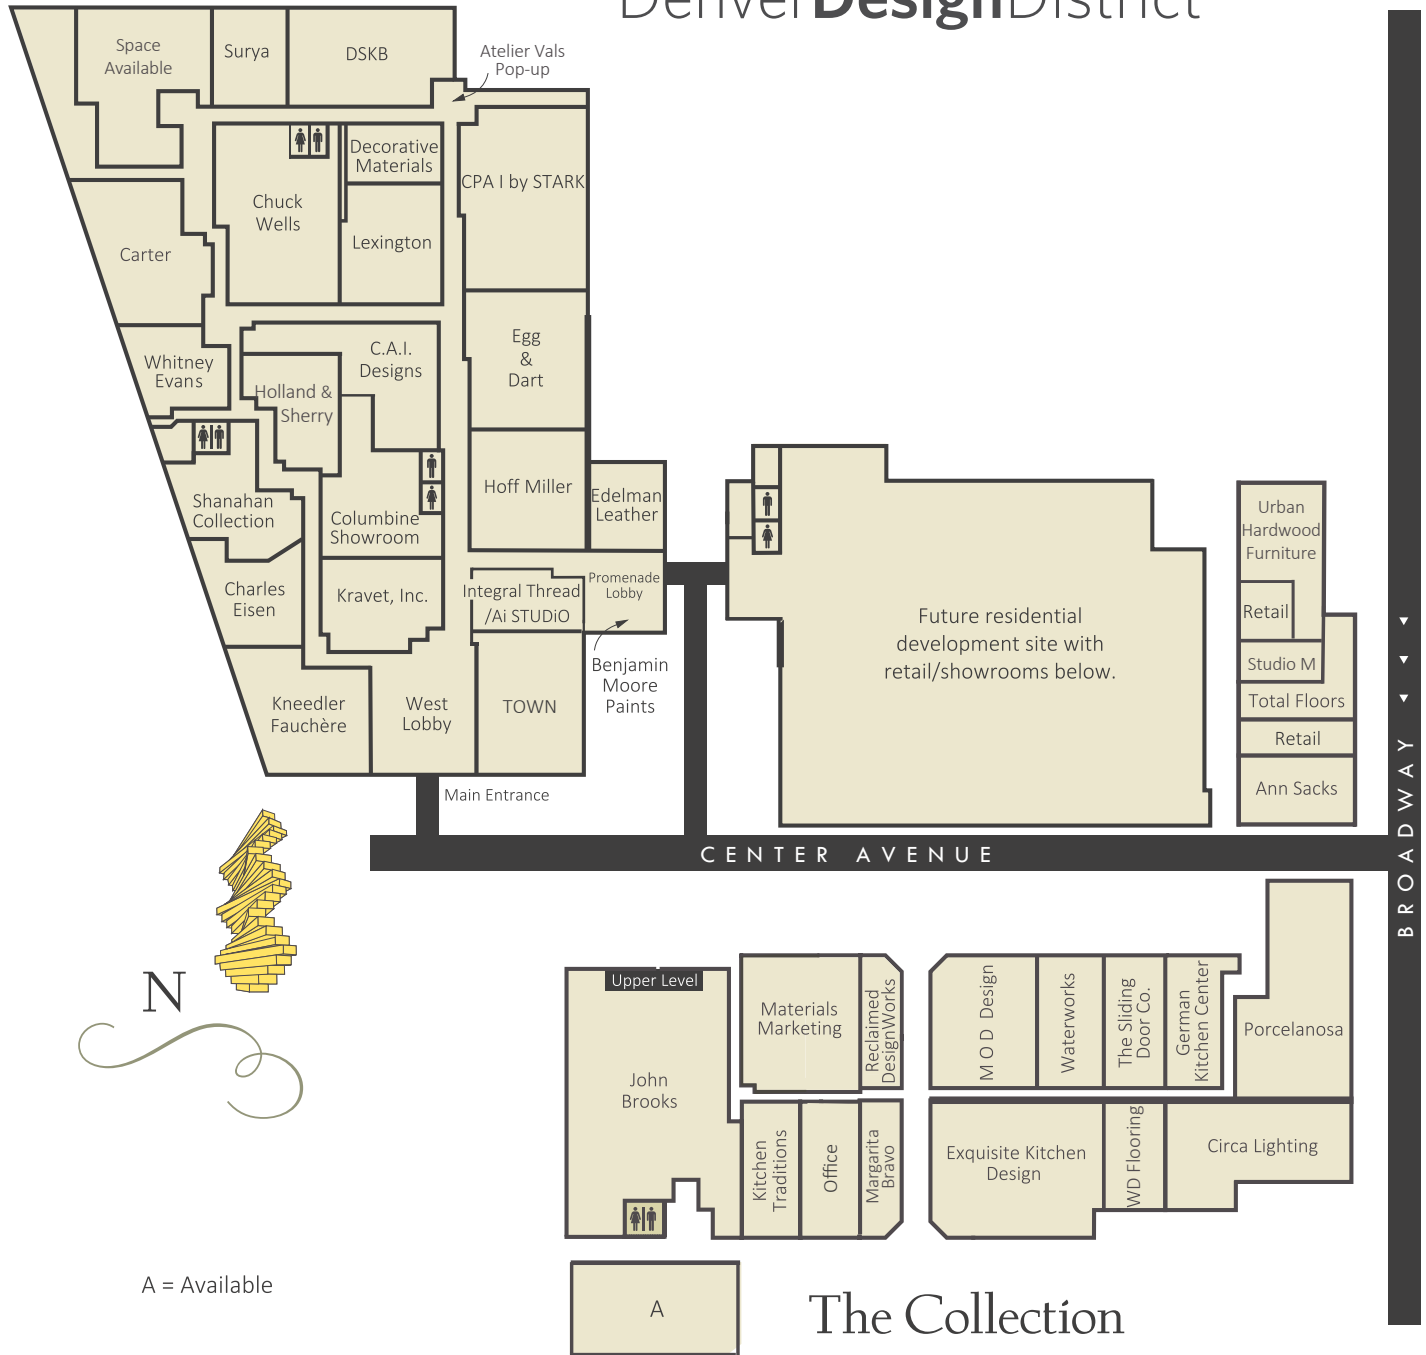 DenverDesignDistrict
Space
Available
Surya
DSKB
Atelier Vals
Pop-up
Decorative
Materials
CPA I by STARK
Chuck
Wells
Lexington
Carter
Whitney
Evans
C.A.I.
Designs
Egg
&
Dart
Holland &
Sherry
Shanahan
Collection
Columbine
Showroom
Hoff Miller
Edelman
Leather
Charles
Eisen
Kravet, Inc.
Integral Thread
/Ai STUDiO
Promenade
Lobby
Benjamin
Moore
Paints
Kneedler
Fauchère
West
Lobby
TOWN
Main Entrance
Future residential
development site with
retail/showrooms below.
Urban
Hardwood
Furniture
Retail
Studio M
Total Floors
Retail
Ann Sacks
CENTER AVENUE
BROADWAY
N
Upper Level
John
Brooks
Materials
Marketing
Reclaimed
DesignWorks
MOD Design
Waterworks
The Sliding
Door Co.
German
Kitchen Center
Porcelanosa
Kitchen
Traditions
Office
Margarita
Bravo
Exquisite Kitchen
Design
WD Flooring
Circa Lighting
A = Available
A
The Collection